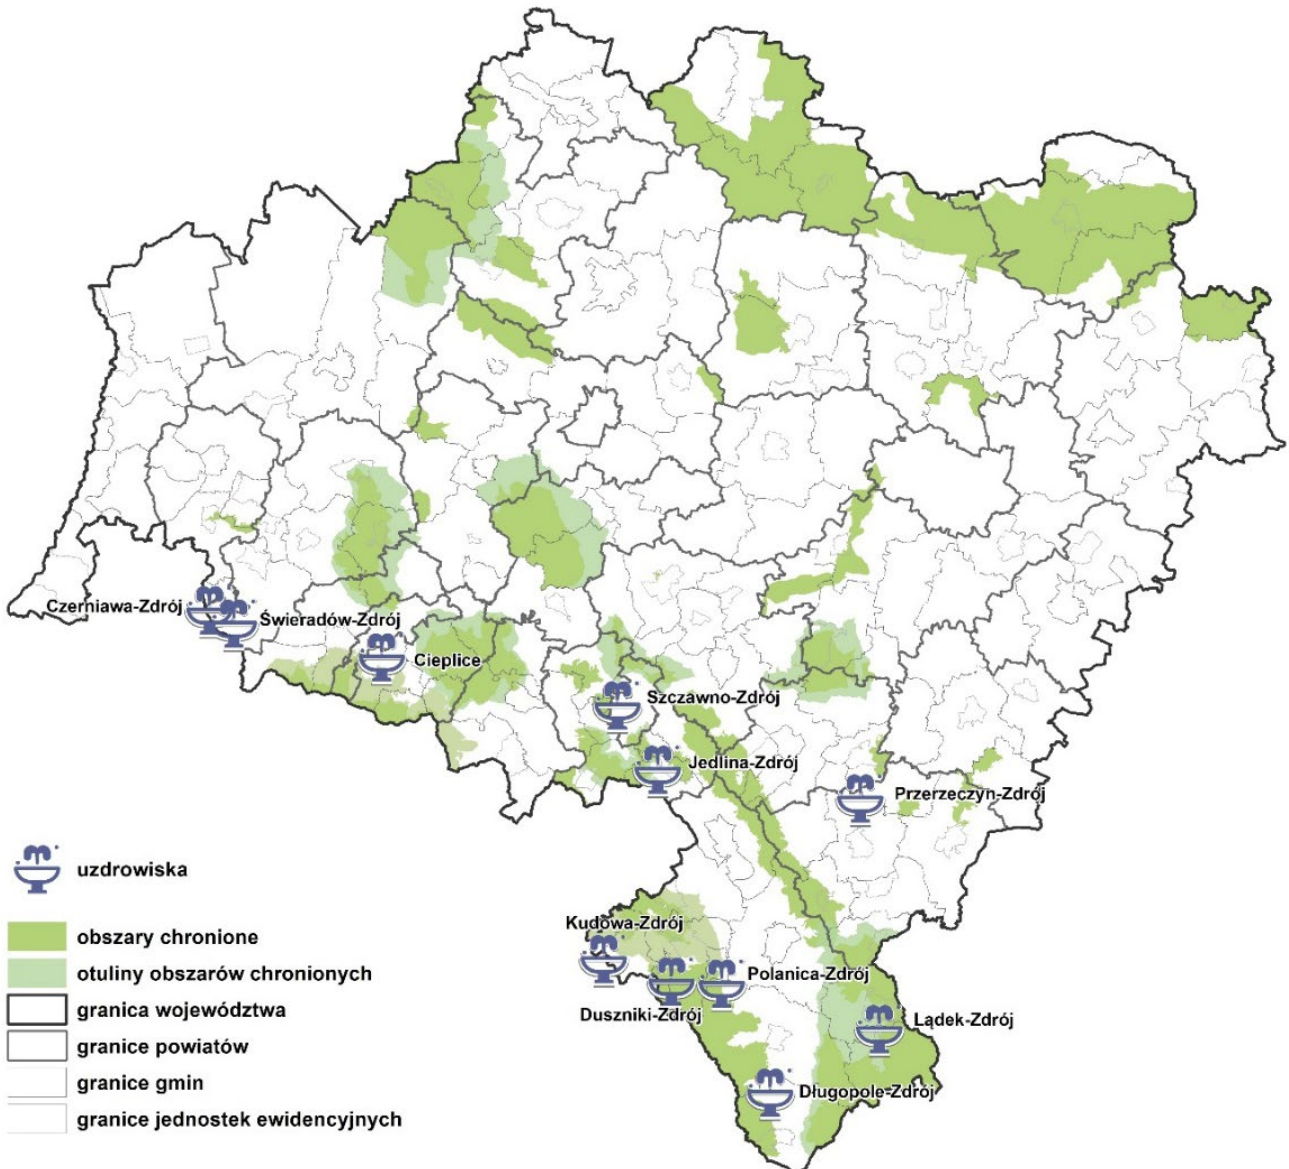 Czerniawa-Zdrój
Świeradów-Zdrój
Cieplice
Szczawno-Zdrój
Jedlina-Zdrój
Przerzeczyn-Zdrój
Kudowa-Zdrój
Polanica-Zdrój
Duszniki-Zdrój
Lądek-Zdrój
Długopole-Zdrój
uzdrowiska
obszary chronione
otuliny obszarów chronionych
granica województwa
granice powiatów
granice gmin
granice jednostek ewidencyjnych